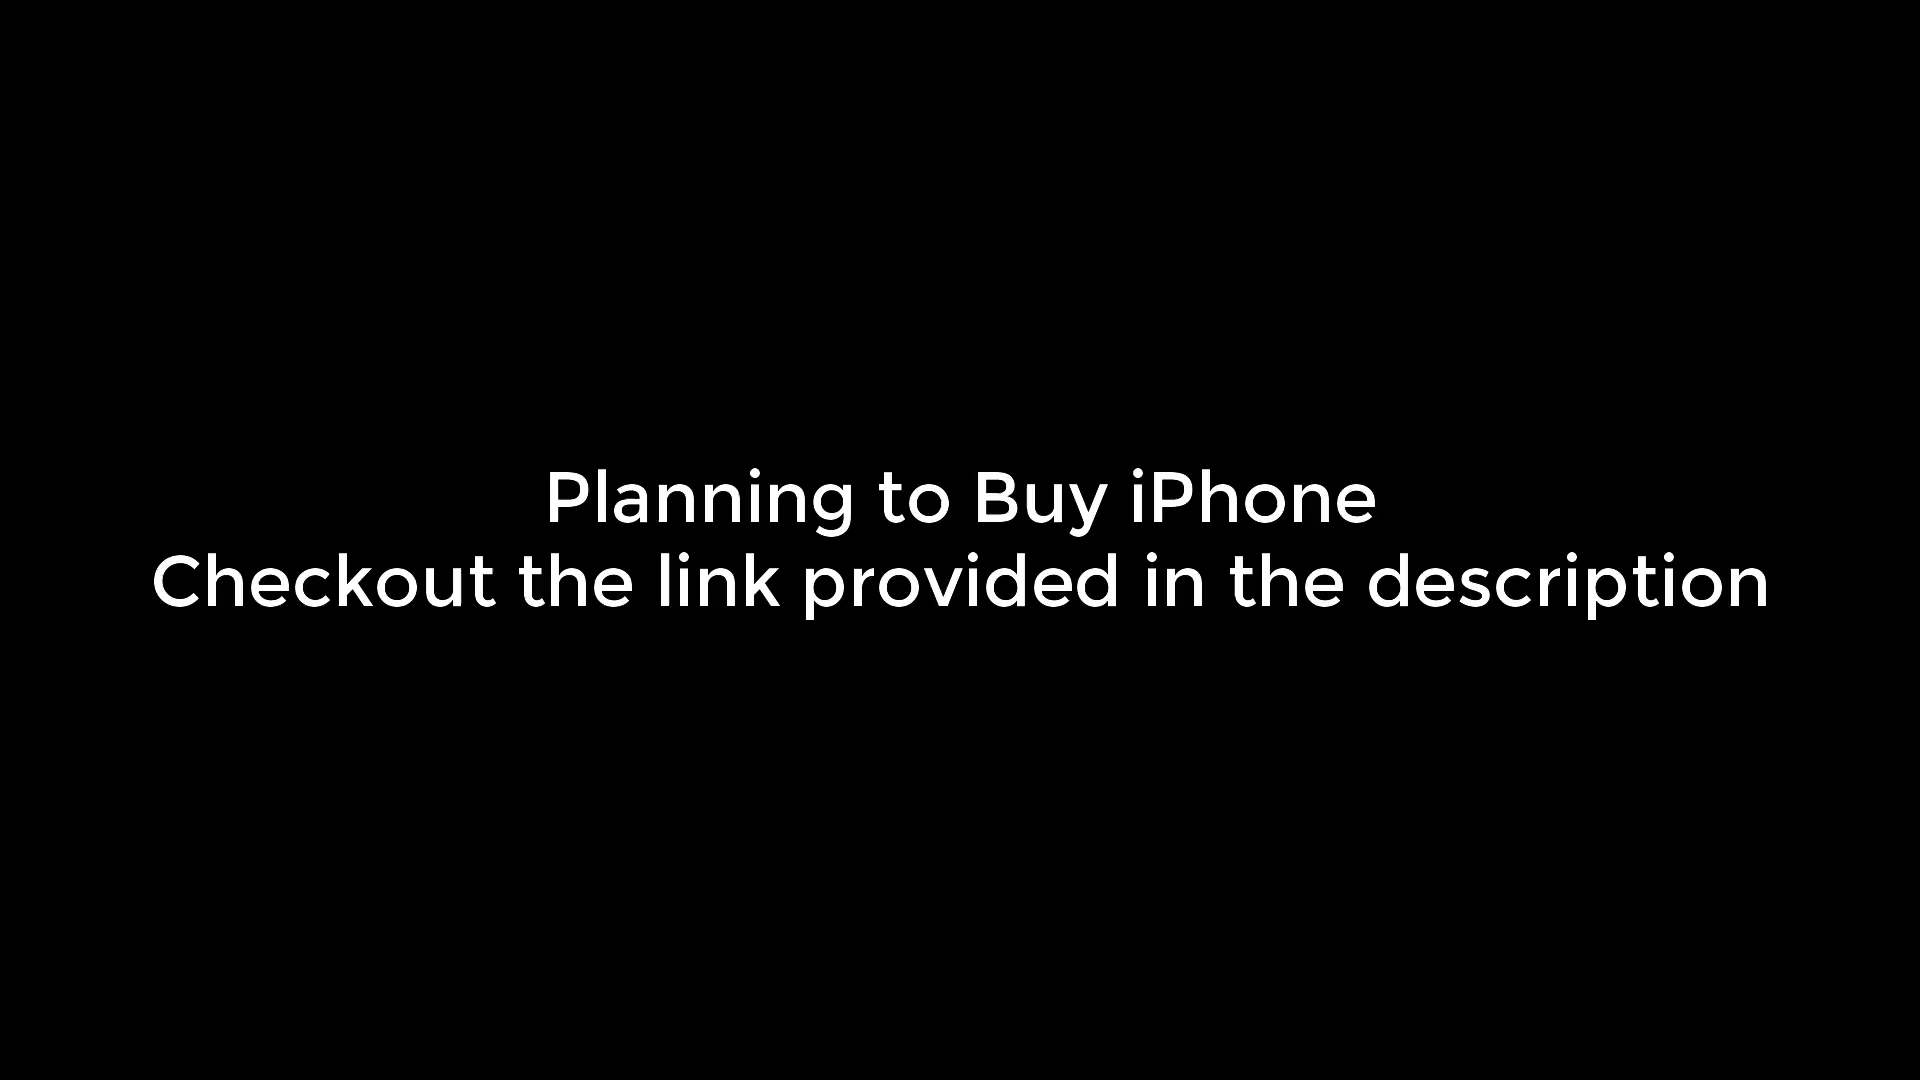 Planning to Buy iPhone
Checkout the link provided in the description